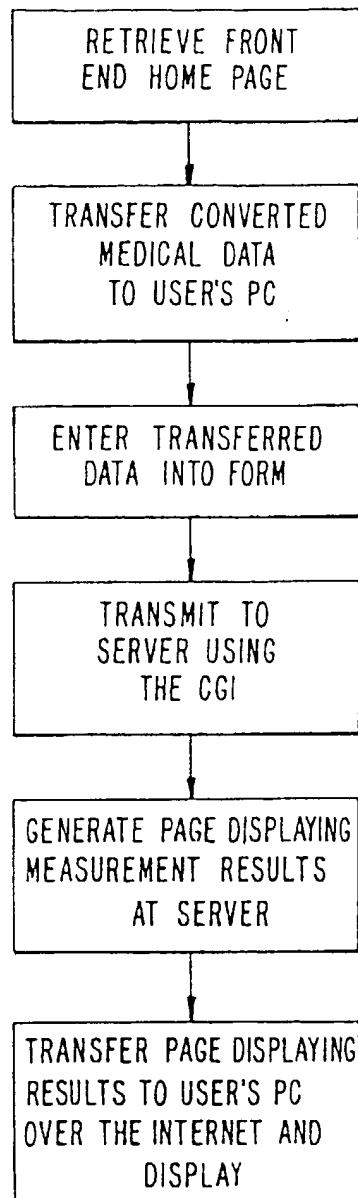 RETRIEVE FRONT
END HOME PAGE
TRANSFER CONVERTED
MEDICAL DATA
TO USER'S PC
ENTER TRANSFERRED
DATA INTO FORM
TRANSMIT TO
SERVER USING
THE CGI
GENERATE PAGE DISPLAYING
MEASUREMENT RESULTS
AT SERVER
TRANSFER PAGE DISPLAYING
RESULTS TO USER'S PC
OVER THE INTERNET AND
DISPLAY